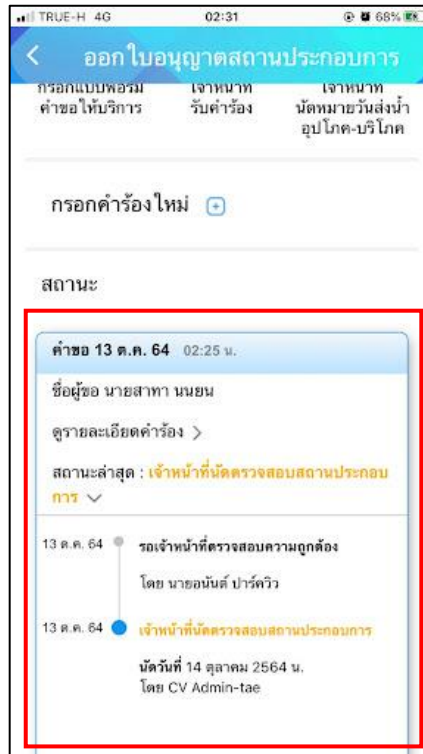 TRUE-H 4G 02:31 68%
ออกใบอนุญาตสถานประกอบการ
กรอกแบบฟอร์ม เจ้าหน้าที่ เจ้าหน้าที่
คำขอให้บริการ รับคำร้อง นัดหมายวันส่งน้ำ
อุปโภค-บริโภค
กรอกคำร้องใหม่
สถานะ
คำขอ 13 ต.ค. 64 02:25 น.
ชื่อผู้ขอ นายสาทา นนยน
ดูรายละเอียดคำร้อง >
สถานะล่าสุด : เจ้าหน้าที่นัดตรวจสอบสถานประกอบ
การ
13 ต.ค. 64 รอเจ้าหน้าที่ตรวจสอบความถูกต้อง
โดย นายอนันต์ ปาร์ควิว
13 ต.ค. 64 เจ้าหน้าที่นัดตรวจสอบสถานประกอบการ
นัดวันที่ 14 ตุลาคม 2564 น.
โดย CV Admin-tae